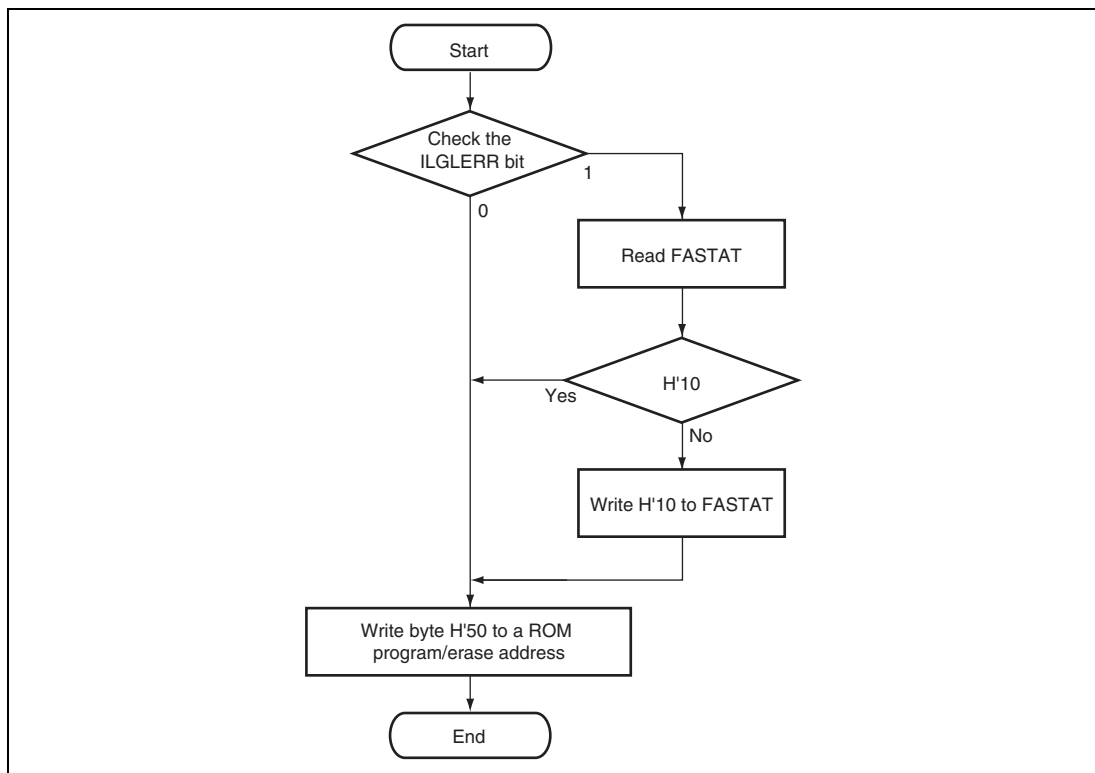 Start
Check the
ILGLERR bit
1
0
Read FASTAT
H'10
Yes
No
Write H'10 to FASTAT
Write byte H'50 to a ROM
program/erase address
End